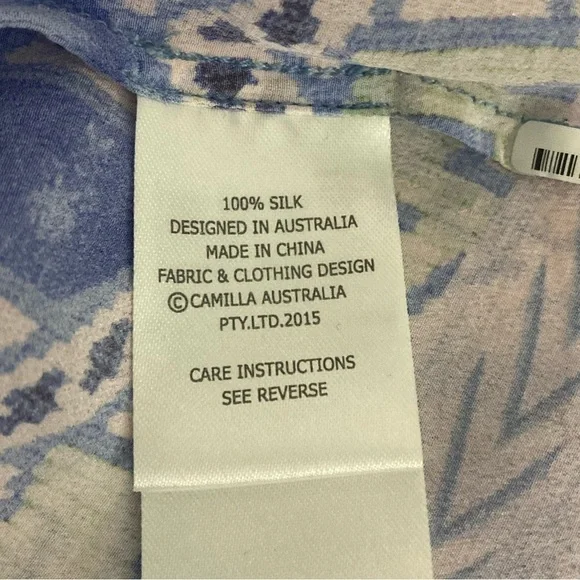 100% SILK
DESIGNED IN AUSTRALIA
MADE IN CHINA
FABRIC & CLOTHING DESIGN
©CAMILLA AUSTRALIA
PTY.LTD.2015
CARE INSTRUCTIONS
SEE REVERSE